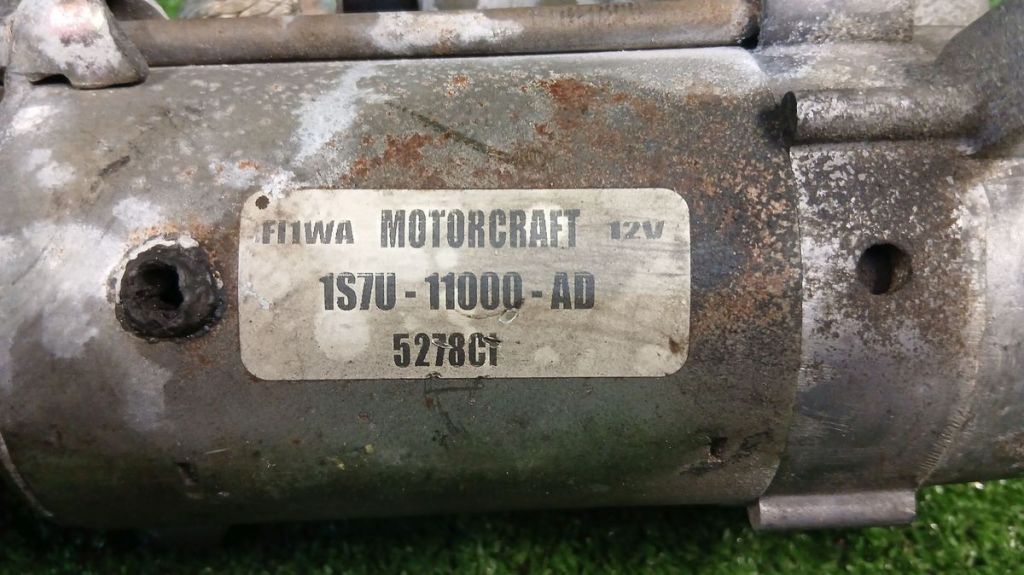 FI1WA MOTORCRAFT 12V
1S7U - 11000 - AD
5278C1